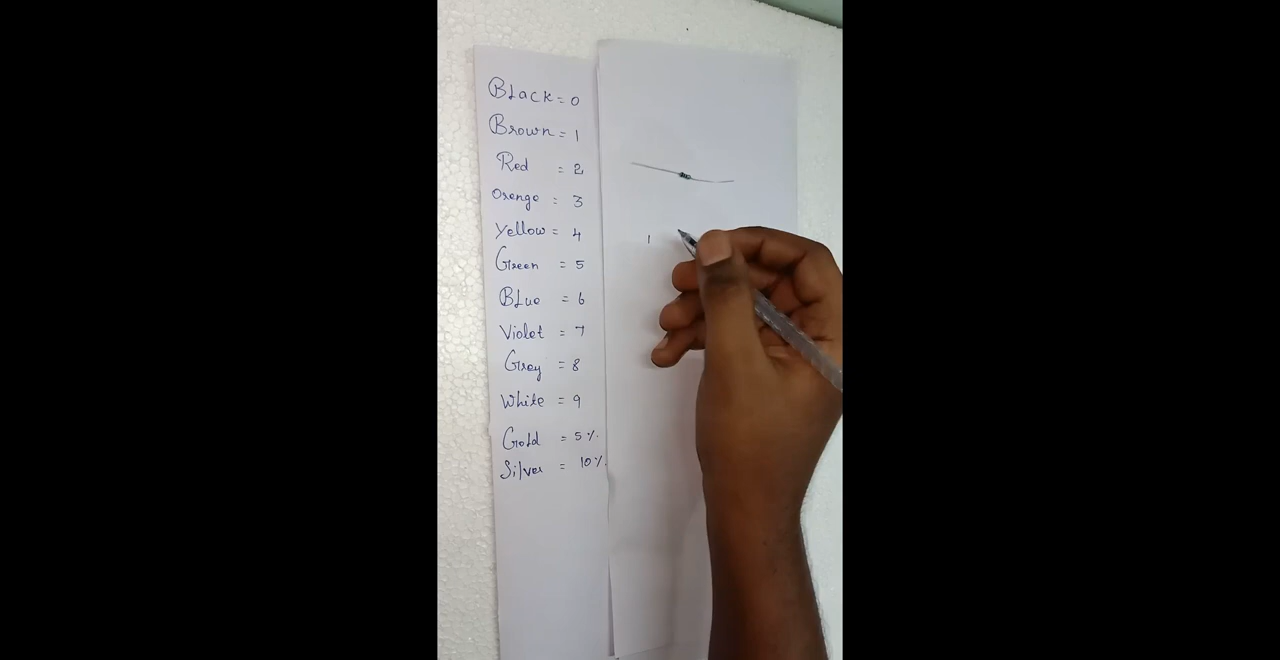 Black = 0
Brown = 1
Red = 2
Orenge = 3
Yellow = 4
Green = 5
Blue = 6
Violet = 7
Grey = 8
White = 9
Gold = 5%.
Silver = 10%.
1